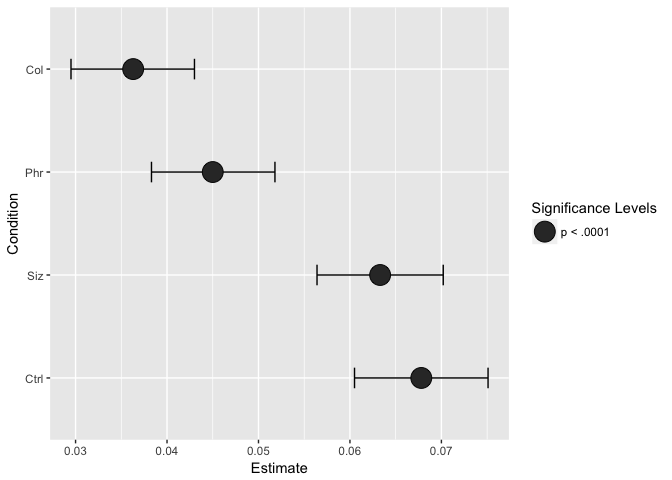 Col
Phr
Siz
Ctrl
Condition
0.03 0.04 0.05 0.06 0.07
Estimate
Significance Levels
p < .0001